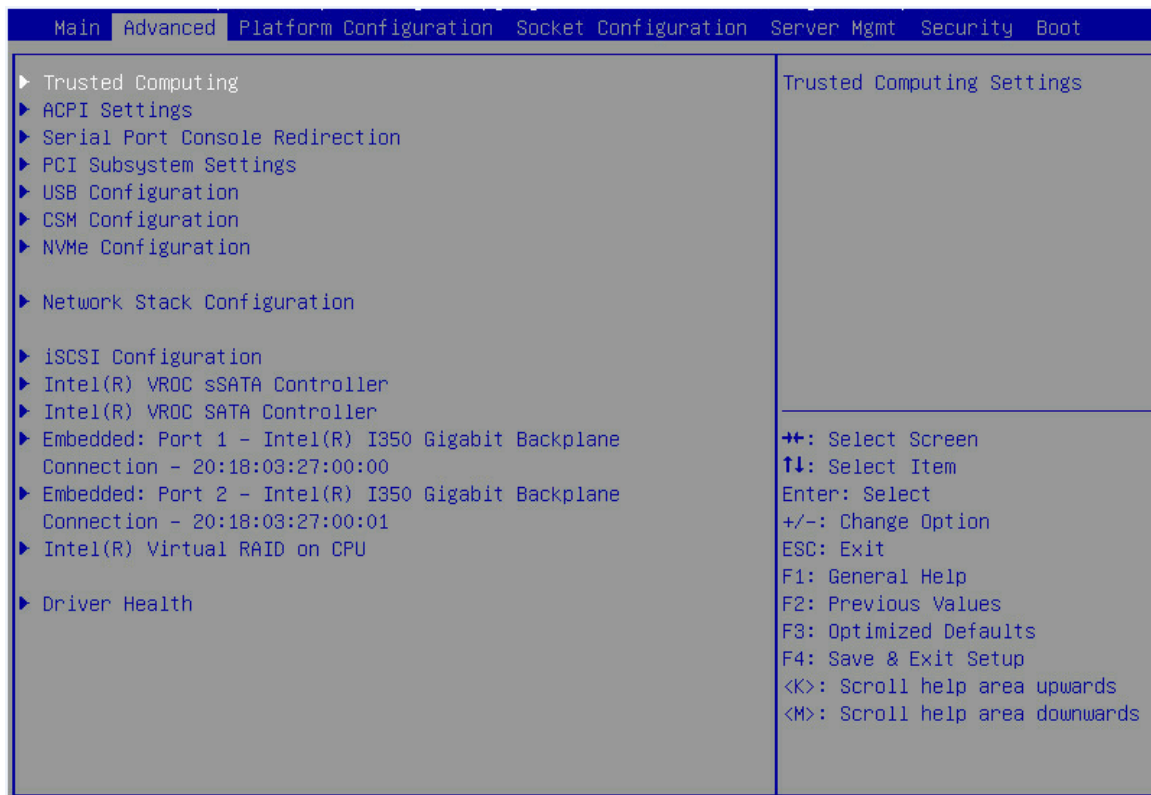 Main Advanced Platform Configuration Socket Configuration Server Mgmt Security Boot
Trusted Computing
ACPI Settings
Serial Port Console Redirection
PCI Subsystem Settings
USB Configuration
CSM Configuration
NVMe Configuration
Network Stack Configuration
iSCSI Configuration
Intel(R) VROC sSATA Controller
Intel(R) VROC SATA Controller
Embedded: Port 1 - Intel(R) I350 Gigabit Backplane
Connection - 20:18:03:27:00:00
Embedded: Port 2 - Intel(R) I350 Gigabit Backplane
Connection - 20:18:03:27:00:01
Intel(R) Virtual RAID on CPU
Driver Health
Trusted Computing Settings
→←: Select Screen
↑↓: Select Item
Enter: Select
+/-: Change Option
ESC: Exit
F1: General Help
F2: Previous Values
F3: Optimized Defaults
F4: Save & Exit Setup
<K>: Scroll help area upwards
<M>: Scroll help area downwards